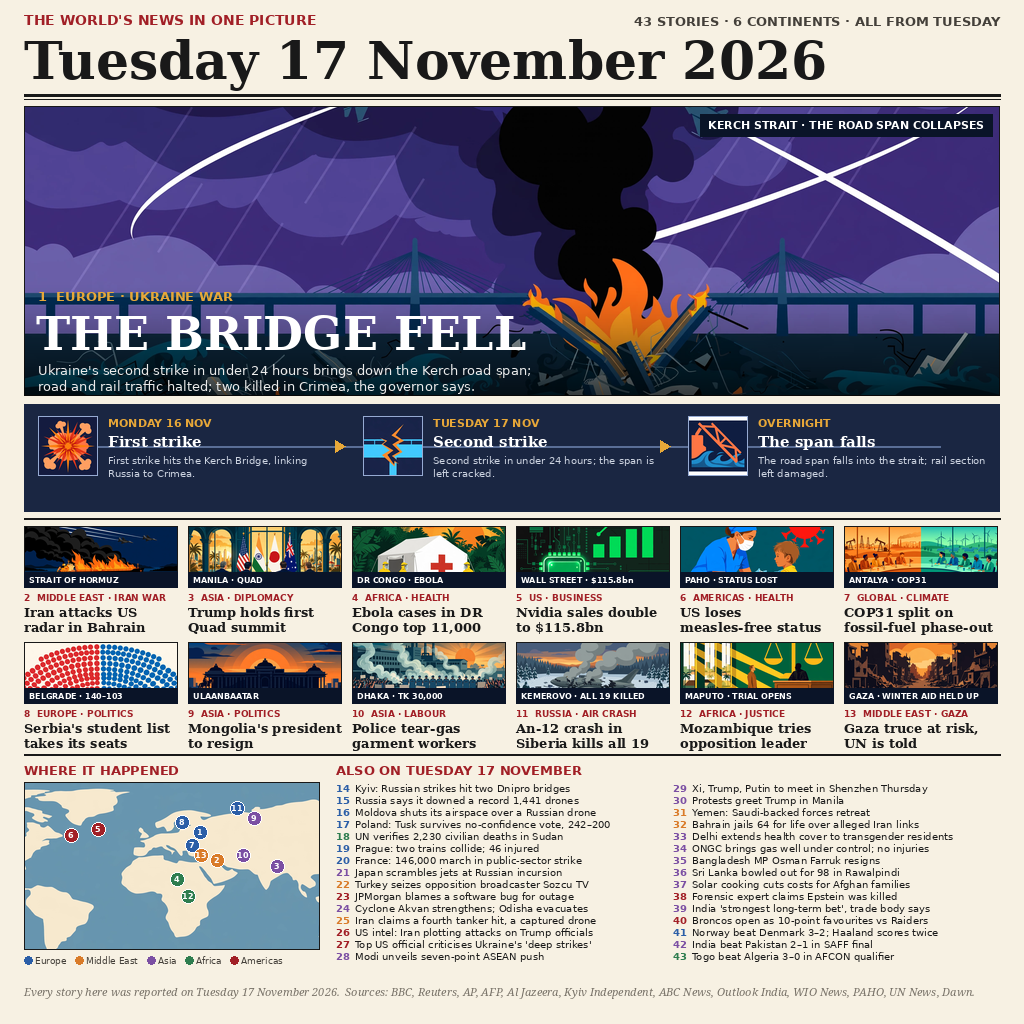 THE WORLD'S NEWS IN ONE PICTURE
43 STORIES · 6 CONTINENTS · ALL FROM TUESDAY
Tuesday 17 November 2026
KERCH STRAIT · THE ROAD SPAN COLLAPSES
1 EUROPE · UKRAINE WAR
THE BRIDGE FELL
Ukraine's second strike in under 24 hours brings down the Kerch road span;
road and rail traffic halted; two killed in Crimea, the governor says.
MONDAY 16 NOV
First strike
First strike hits the Kerch Bridge, linking
Russia to Crimea.
TUESDAY 17 NOV
Second strike
Second strike in under 24 hours; the span is
left cracked.
OVERNIGHT
The span falls
The road span falls into the strait; rail section
left damaged.
STRAIT OF HORMUZ
2 MIDDLE EAST · IRAN WAR
Iran attacks US
radar in Bahrain
MANILA · QUAD
3 ASIA · DIPLOMACY
Trump holds first
Quad summit
DR CONGO · EBOLA
4 AFRICA · HEALTH
Ebola cases in DR
Congo top 11,000
WALL STREET · $115.8bn
5 US · BUSINESS
Nvidia sales double
to $115.8bn
PAHO · STATUS LOST
6 AMERICAS · HEALTH
US loses
measles-free status
ANTALYA · COP31
7 GLOBAL · CLIMATE
COP31 split on
fossil-fuel phase-out
BELGRADE · 140–103
8 EUROPE · POLITICS
Serbia's student list
takes its seats
ULAANBAATAR
9 ASIA · POLITICS
Mongolia's president
to resign
DHAKA · TK 30,000
10 ASIA · LABOUR
Police tear-gas
garment workers
KEMEROVO · ALL 19 KILLED
11 RUSSIA · AIR CRASH
An-12 crash in
Siberia kills all 19
MAPUTO · TRIAL OPENS
12 AFRICA · JUSTICE
Mozambique tries
opposition leader
GAZA · WINTER AID HELD UP
13 MIDDLE EAST · GAZA
Gaza truce at risk,
UN is told
WHERE IT HAPPENED
11
9
8
5
6
1
7
13
2
10
3
4
12
Europe
Middle East
Asia
Africa
Americas
ALSO ON TUESDAY 17 NOVEMBER
14 Kyiv: Russian strikes hit two Dnipro bridges
15 Russia says it downed a record 1,441 drones
16 Moldova shuts its airspace over a Russian drone
17 Poland: Tusk survives no-confidence vote, 242–200
18 UN verifies 2,230 civilian deaths in Sudan
19 Prague: two trains collide; 46 injured
20 France: 146,000 march in public-sector strike
21 Japan scrambles jets at Russian incursion
22 Turkey seizes opposition broadcaster Sozcu TV
23 JPMorgan blames a software bug for outage
24 Cyclone Akvan strengthens; Odisha evacuates
25 Iran claims a fourth tanker hit, a captured drone
26 US intel: Iran plotting attacks on Trump officials
27 Top US official criticises Ukraine's 'deep strikes'
28 Modi unveils seven-point ASEAN push
29 Xi, Trump, Putin to meet in Shenzhen Thursday
30 Protests greet Trump in Manila
31 Yemen: Saudi-backed forces retreat
32 Bahrain jails 64 for life over alleged Iran links
33 Delhi extends health cover to transgender residents
34 ONGC brings gas well under control; no injuries
35 Bangladesh MP Osman Farruk resigns
36 Sri Lanka bowled out for 98 in Rawalpindi
37 Solar cooking cuts costs for Afghan families
38 Forensic expert claims Epstein was killed
39 India 'strongest long-term bet', trade body says
40 Broncos open as 10-point favourites vs Raiders
41 Norway beat Denmark 3–2; Haaland scores twice
42 India beat Pakistan 2–1 in SAFF final
43 Togo beat Algeria 3–0 in AFCON qualifier
Every story here was reported on Tuesday 17 November 2026. Sources: BBC, Reuters, AP, AFP, Al Jazeera, Kyiv Independent, ABC News, Outlook India, WIO News, PAHO, UN News, Dawn.